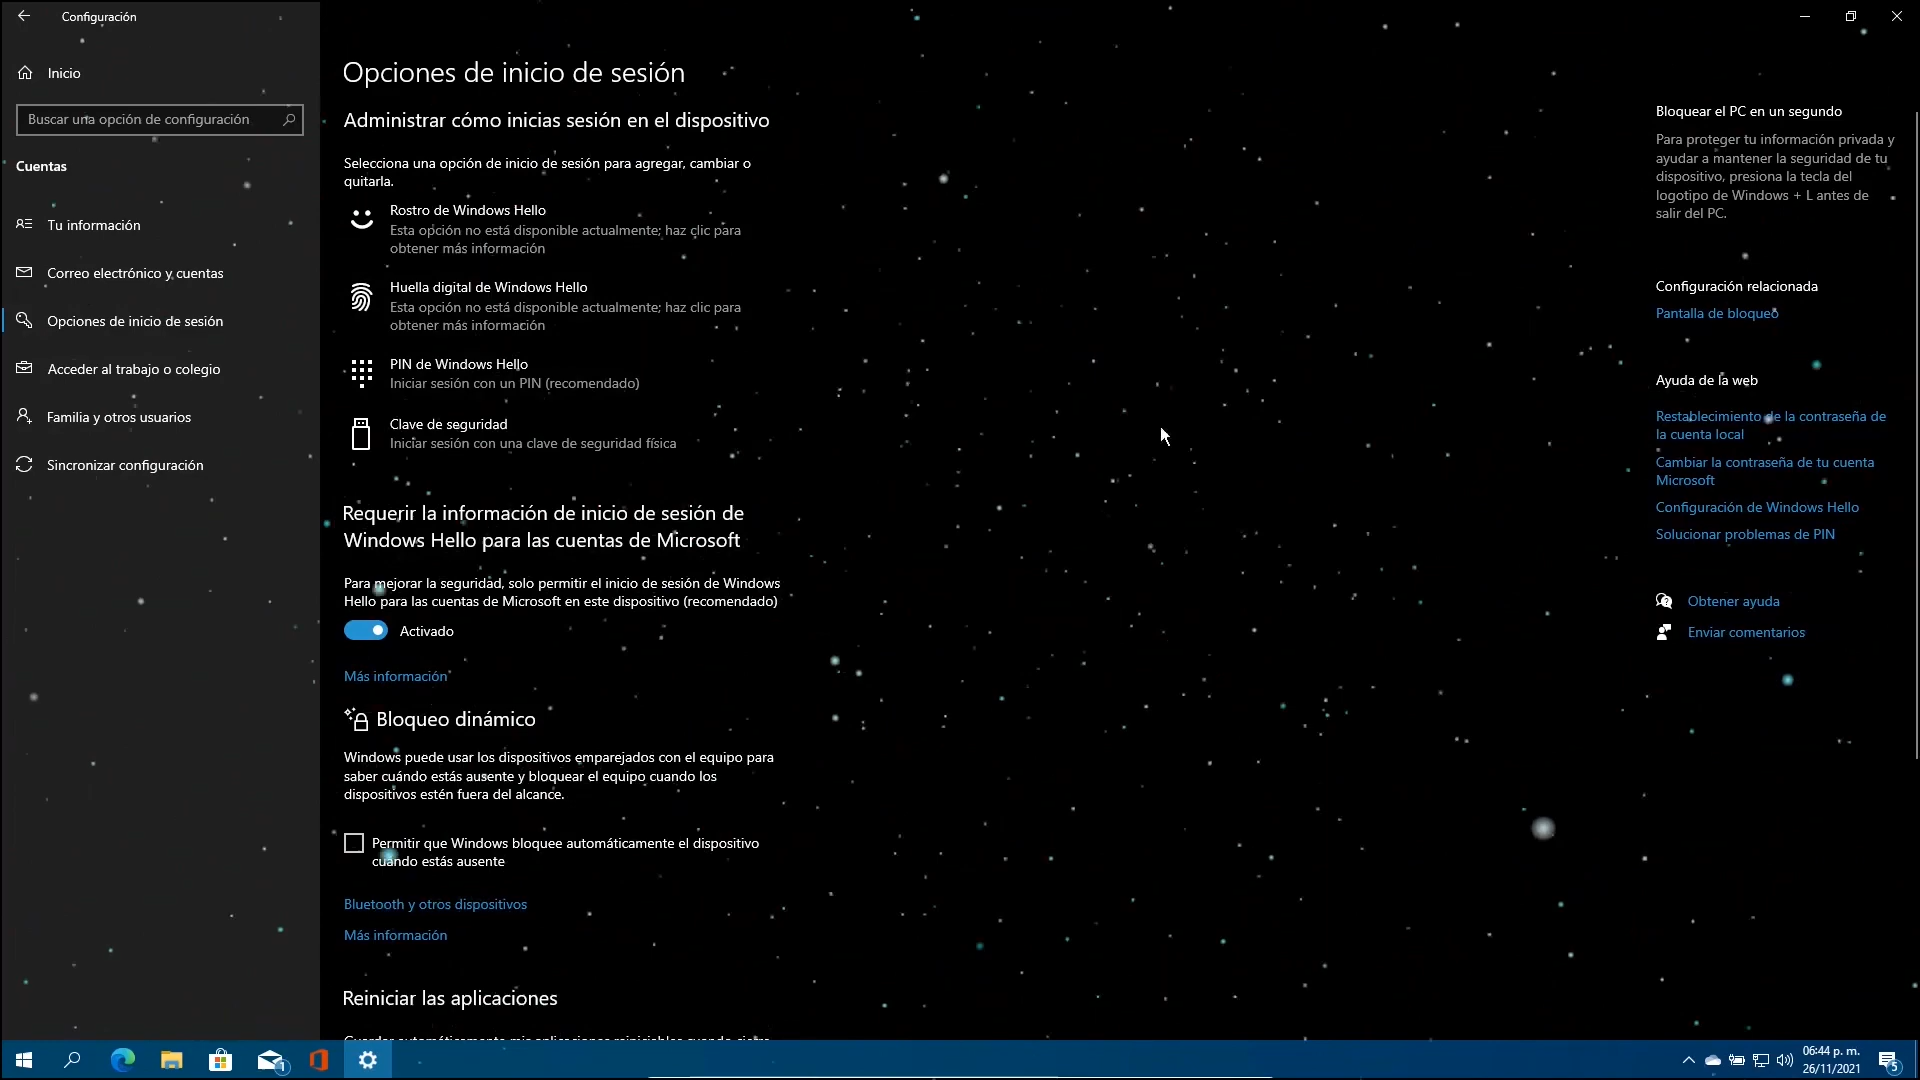 Configuración
Inicio
Buscar una opción de configuración
Cuentas
Tu información
Correo electrónico y cuentas
Opciones de inicio de sesión
Acceder al trabajo o colegio
Familia y otros usuarios
Sincronizar configuración
Opciones de inicio de sesión
Administrar cómo inicias sesión en el dispositivo
Selecciona una opción de inicio de sesión para agregar, cambiar o
quitarla.
Rostro de Windows Hello
Esta opción no está disponible actualmente; haz clic para
obtener más información
Huella digital de Windows Hello
Esta opción no está disponible actualmente; haz clic para
obtener más información
PIN de Windows Hello
Iniciar sesión con un PIN (recomendado)
Clave de seguridad
Iniciar sesión con una clave de seguridad física
Requerir la información de inicio de sesión de
Windows Hello para las cuentas de Microsoft
Para mejorar la seguridad, solo permitir el inicio de sesión de Windows
Hello para las cuentas de Microsoft en este dispositivo (recomendado)
Activado
Más información
Bloqueo dinámico
Windows puede usar los dispositivos emparejados con el equipo para
saber cuándo estás ausente y bloquear el equipo cuando los
dispositivos estén fuera del alcance.
Permitir que Windows bloquee automáticamente el dispositivo
cuando estás ausente
Bluetooth y otros dispositivos
Más información
Reiniciar las aplicaciones
Bloquear el PC en un segundo
Para proteger tu información privada y
ayudar a mantener la seguridad de tu
dispositivo, presiona la tecla del
logotipo de Windows + L antes de
salir del PC.
Configuración relacionada
Pantalla de bloqueo
Ayuda de la web
Restablecimiento de la contraseña de
la cuenta local
Cambiar la contraseña de tu cuenta
Microsoft
Configuración de Windows Hello
Solucionar problemas de PIN
Obtener ayuda
Enviar comentarios
1
06:44 p. m.
26/11/2021
5